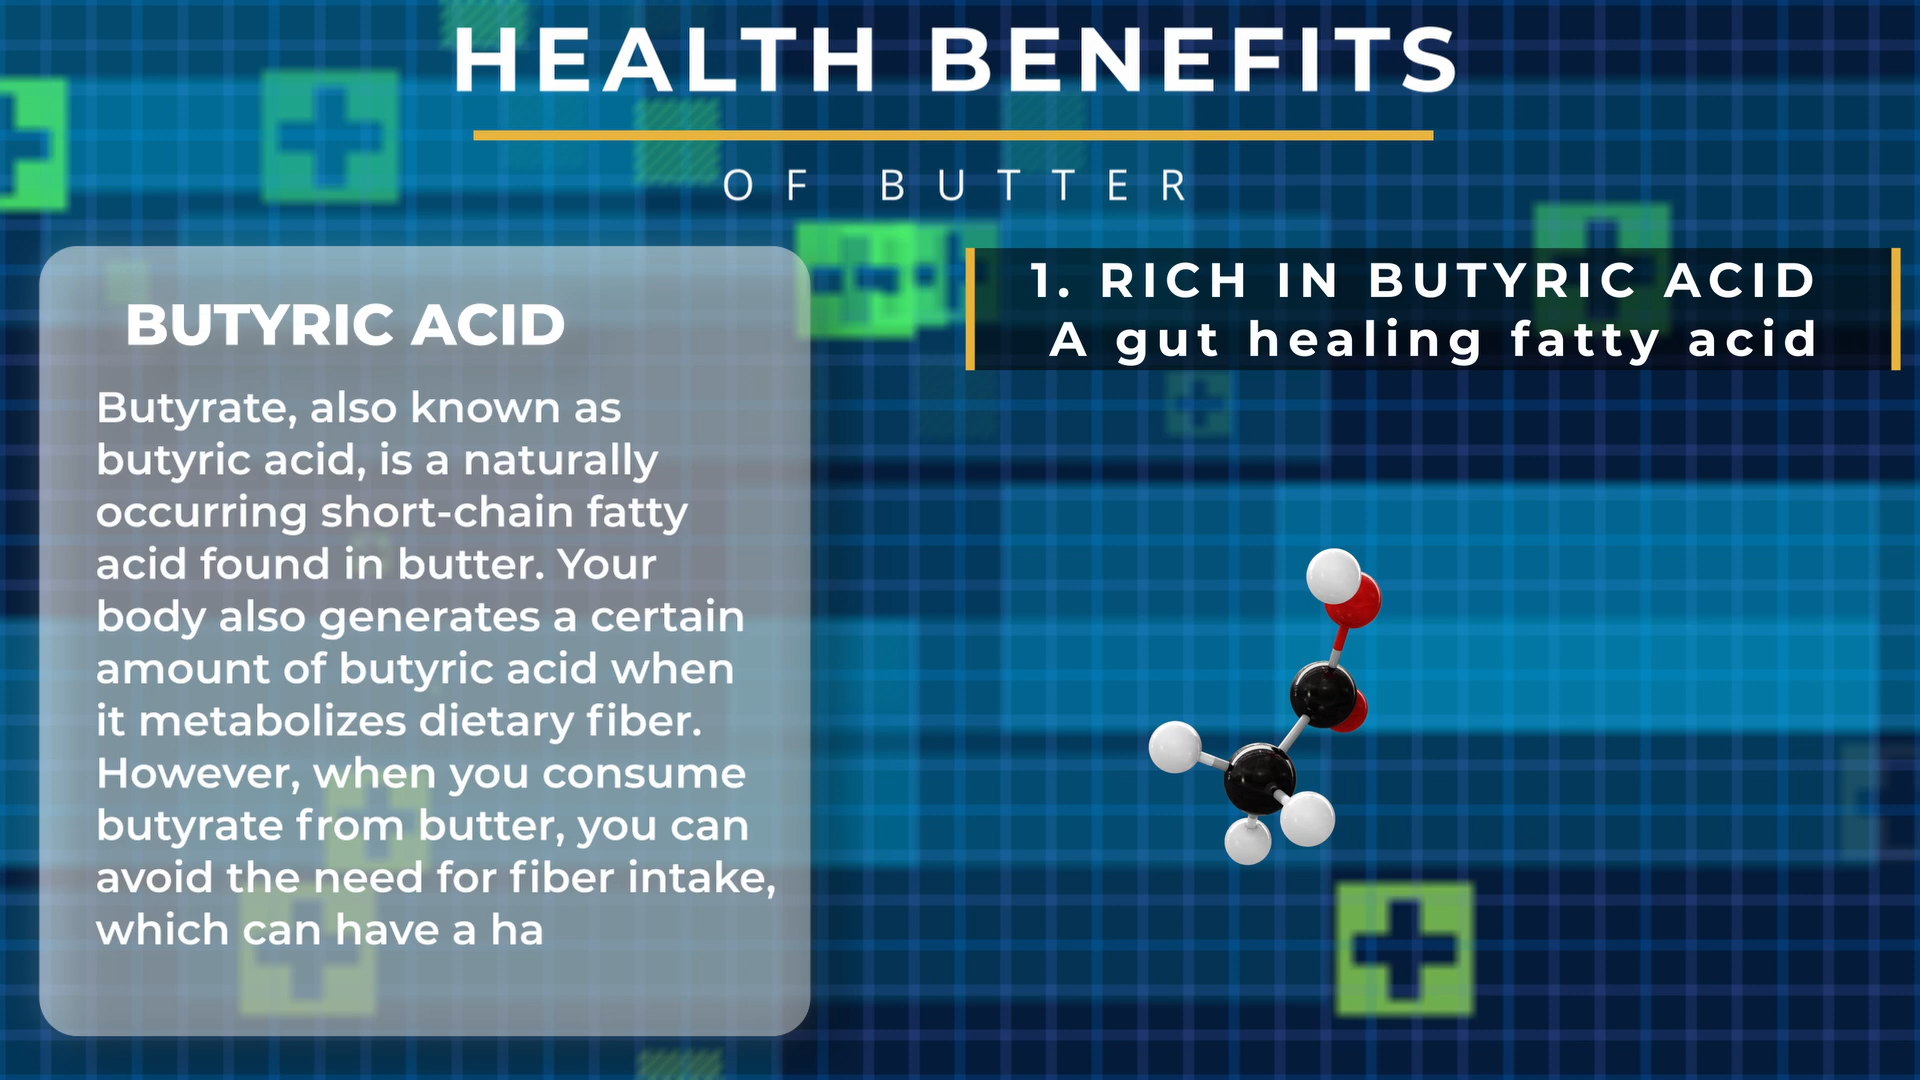 HEALTH BENEFITS
OF BUTTER
BUTYRIC ACID
Butyrate, also known as
butyric acid, is a naturally
occurring short-chain fatty
acid found in butter. Your
body also generates a certain
amount of butyric acid when
it metabolizes dietary fiber.
However, when you consume
butyrate from butter, you can
avoid the need for fiber intake,
which can have a ha
1. RICH IN BUTYRIC ACID
A gut healing fatty acid